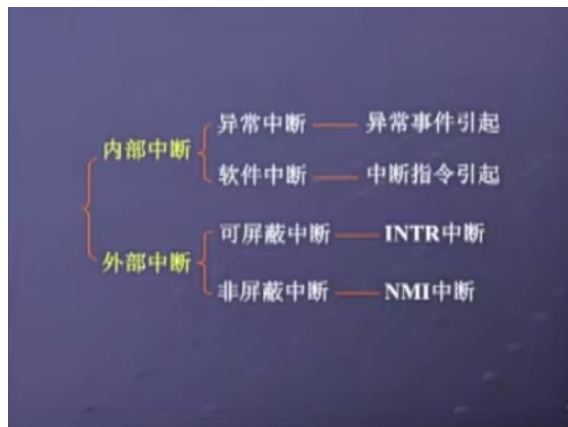 内部中断
异常中断 —— 异常事件引起
软件中断 —— 中断指令引起
外部中断
可屏蔽中断 —— INTR中断
非屏蔽中断 —— NMI中断